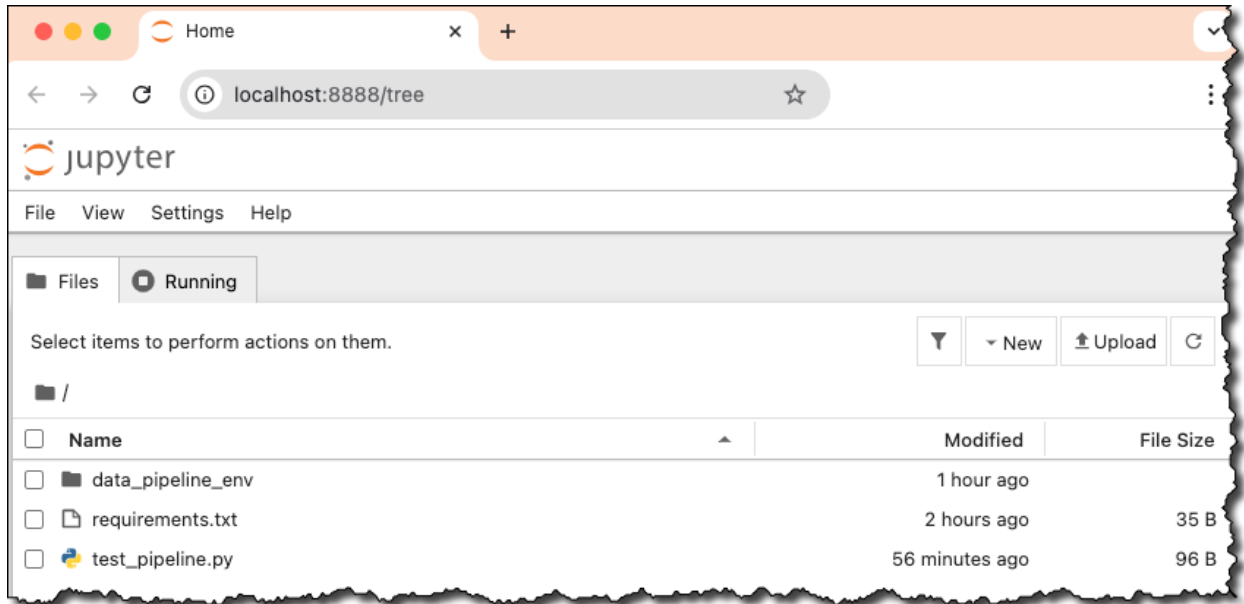 Home
localhost:8888/tree
jupyter
File View Settings Help
Files Running
Select items to perform actions on them. New Upload
/
Name Modified File Size
data_pipeline_env 1 hour ago
requirements.txt 2 hours ago 35 B
test_pipeline.py 56 minutes ago 96 B